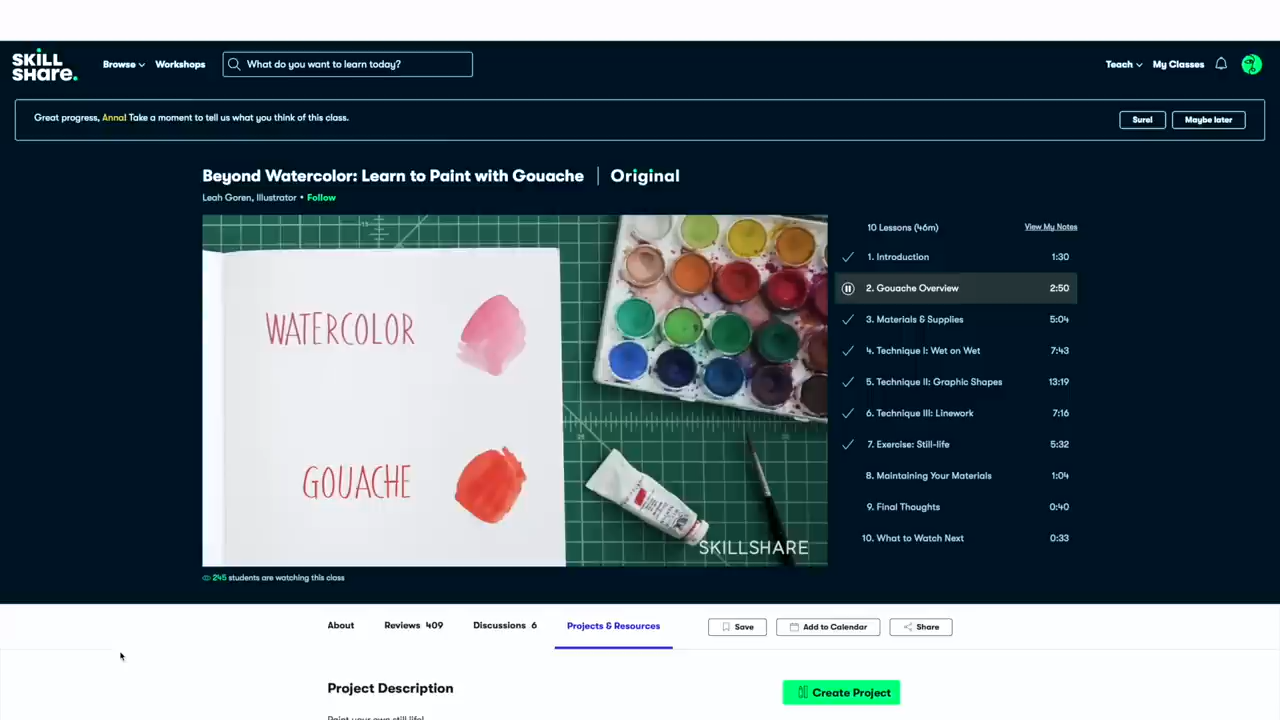 SKiLL
SHare.
Browse
Workshops
What do you want to learn today?
Teach
My Classes
Great progress, Anna! Take a moment to tell us what you think of this class.
Sure!
Maybe later
Beyond Watercolor: Learn to Paint with Gouache | Original
Leah Goren, Illustrator • Follow
WATERCOLOR
GOUACHE
SKILLSHARE
10 Lessons (46m)
View My Notes
1. Introduction 1:30
2. Gouache Overview 2:50
3. Materials & Supplies 5:04
4. Technique I: Wet on Wet 7:43
5. Technique II: Graphic Shapes 13:19
6. Technique III: Linework 7:16
7. Exercise: Still-life 5:32
8. Maintaining Your Materials 1:04
9. Final Thoughts 0:40
10. What to Watch Next 0:33
245 students are watching this class
About
Reviews 409
Discussions 6
Projects & Resources
Save
Add to Calendar
Share
Project Description
Create Project
Paint your own still life!